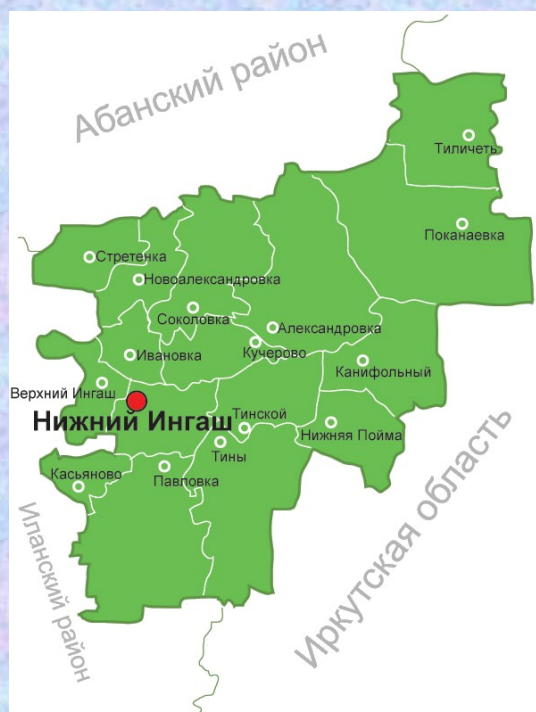 Абанский район
Тиличеть
Поканаевка
Стретенка
Новоалександровка
Соколовка
Александровка
Кучерово
Ивановка
Канифольный
Верхний Ингаш
Нижний Ингаш
Тинской
Нижняя Пойма
Тины
Павловка
Касьяново
Иланский район
Иркутская область